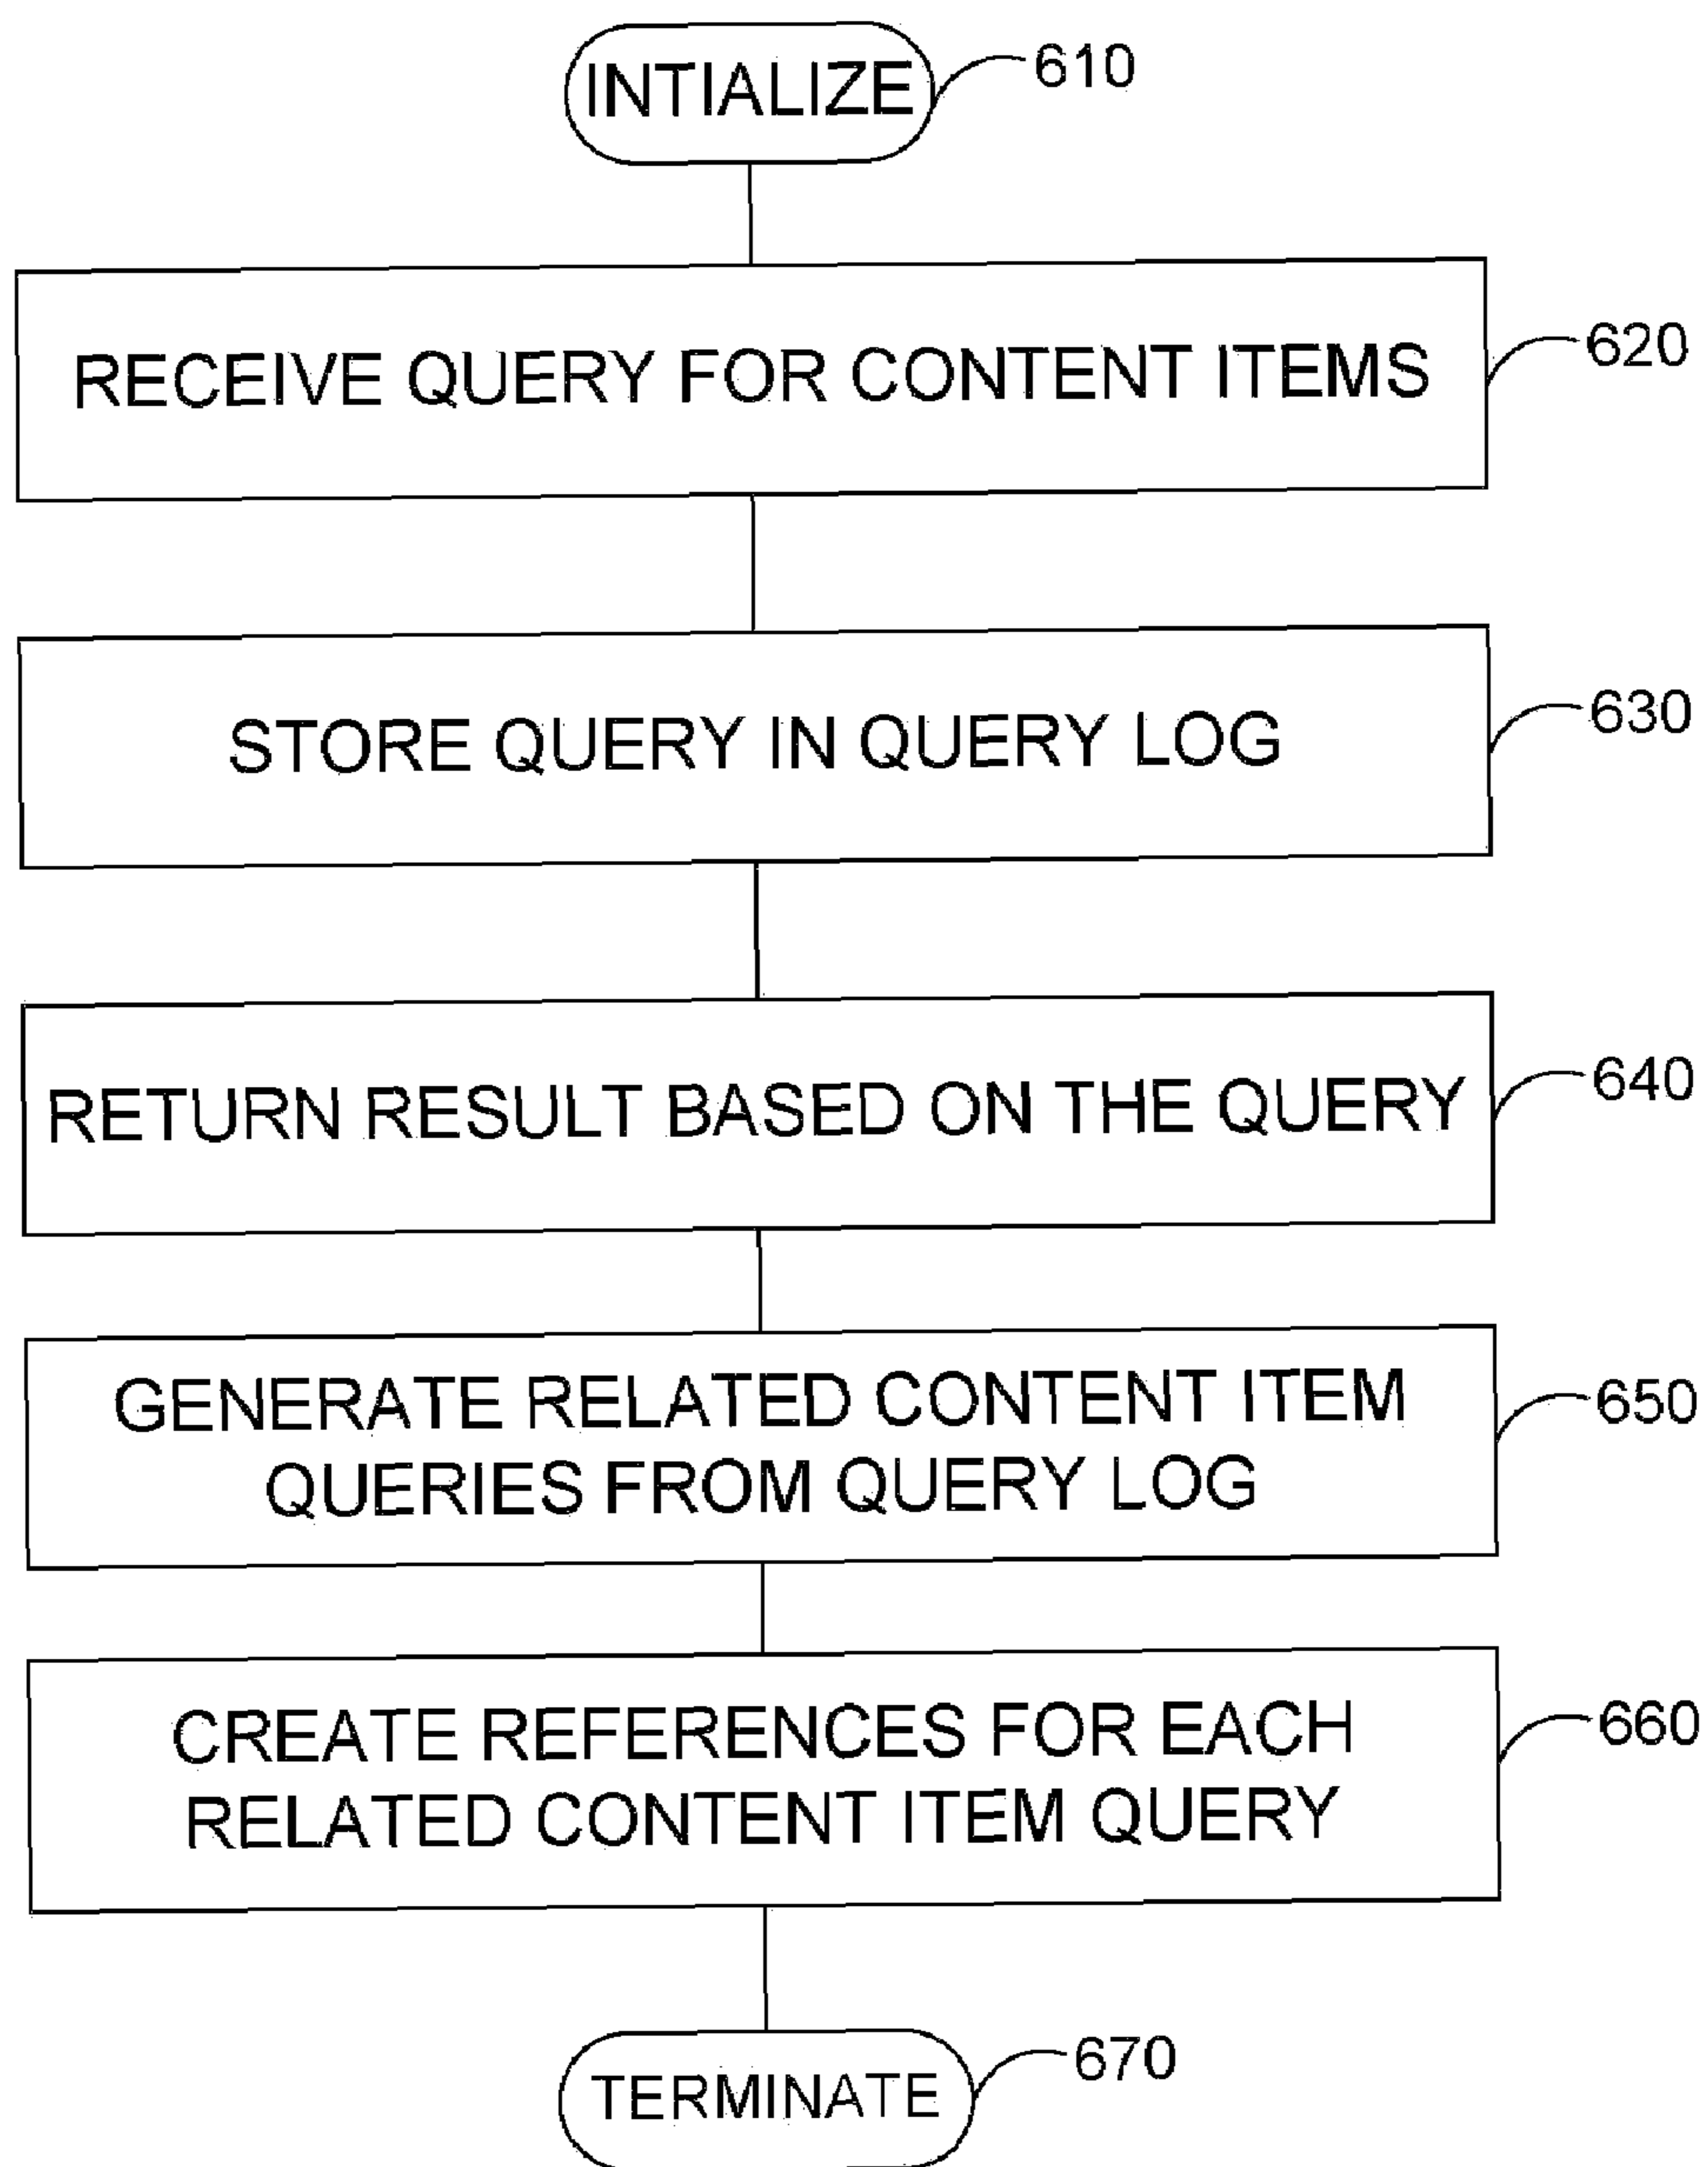 INTIALIZE
610
RECEIVE QUERY FOR CONTENT ITEMS
620
STORE QUERY IN QUERY LOG
630
RETURN RESULT BASED ON THE QUERY
640
GENERATE RELATED CONTENT ITEM
QUERIES FROM QUERY LOG
650
CREATE REFERENCES FOR EACH
RELATED CONTENT ITEM QUERY
660
TERMINATE
670